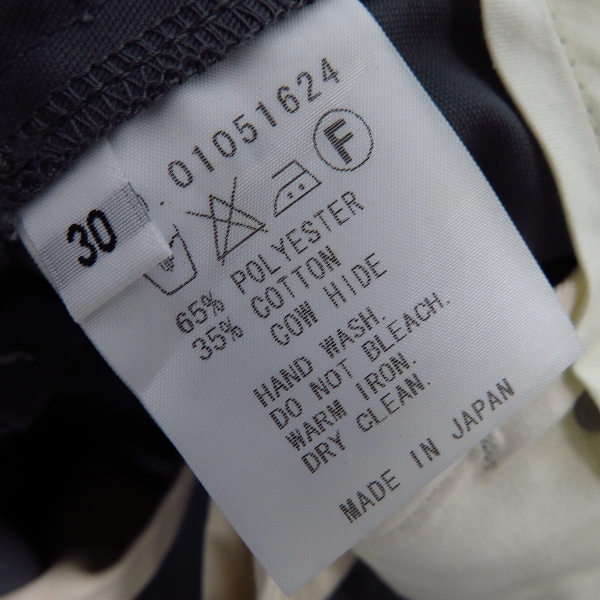 .01051624
30
F
65% POLYESTER
35% COTTON
COW HIDE
HAND WASH.
DO NOT BLEACH.
WARM IRON.
DRY CLEAN.
MADE IN JAPAN